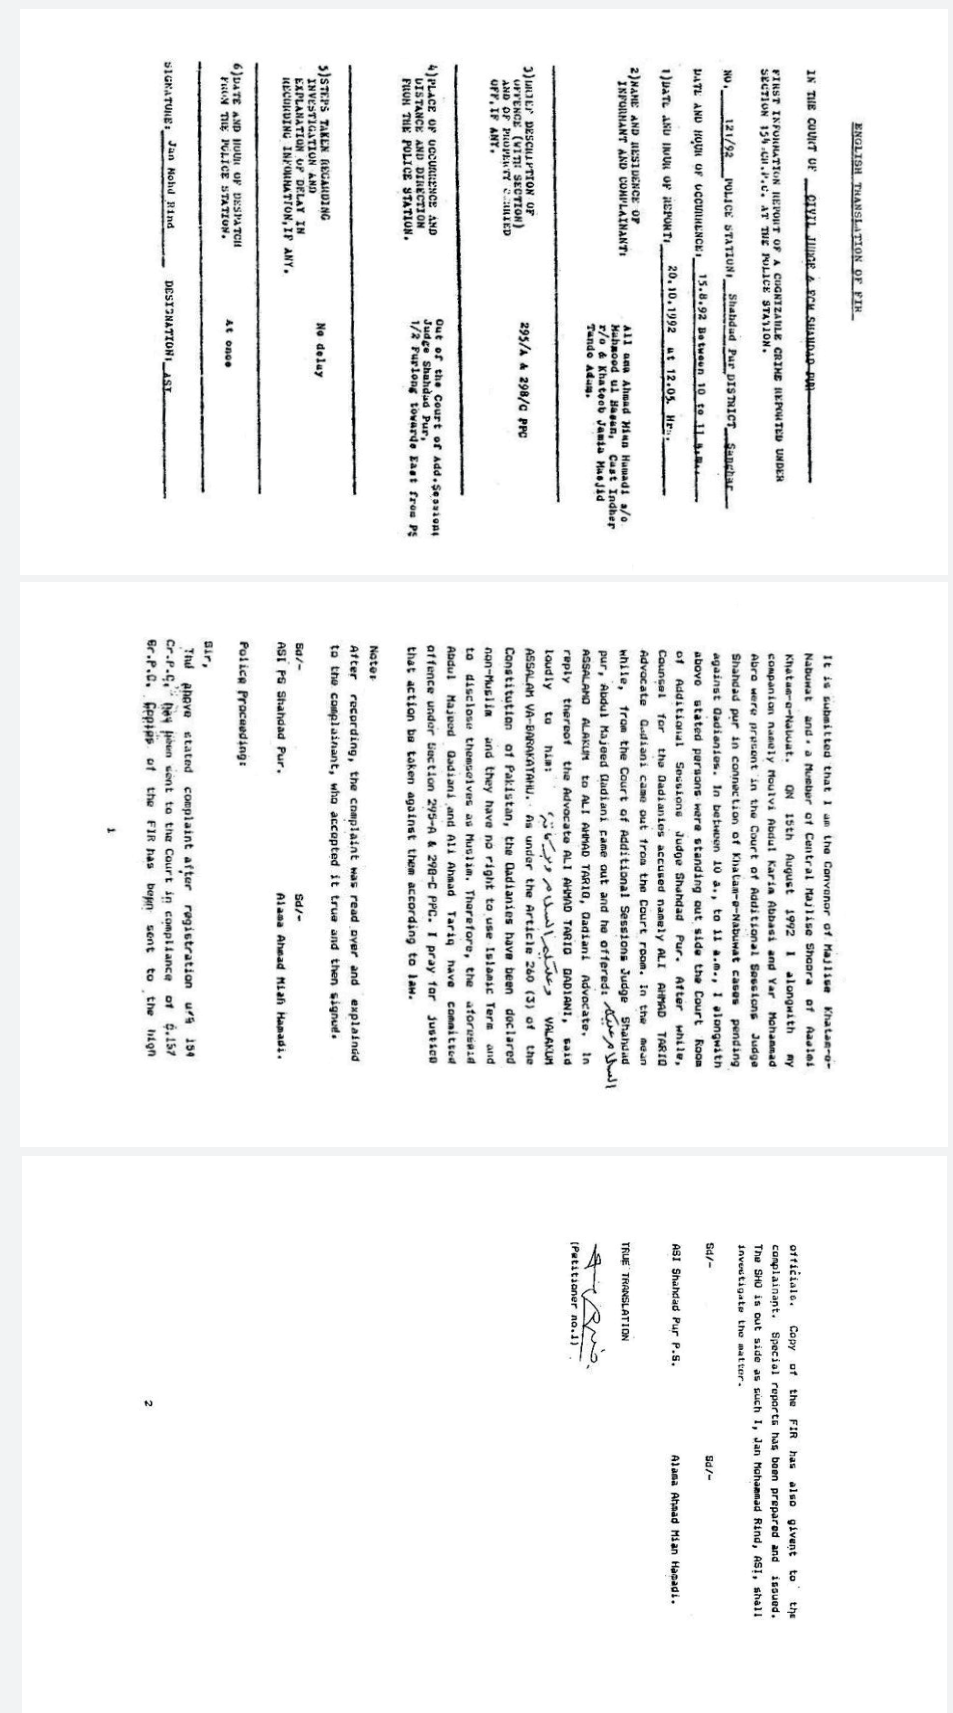 ENGLISH TRANSLATION OF FIR
IN THE COURT OF CIVIL JUDGE & FCM SHAHDAD PUR
FIRST INFORMATION REPORT OF A COGNIZABLE CRIME REPORTED UNDER
SECTION 154 CR.P.C. AT THE POLICE STATION.
NO. 121/92 POLICE STATION: Shahdad Pur DISTRICT Sanghar
DATE AND HOUR OF OCCURRENCE: 15.8.92 Between 10 to 11 a.m.
1)DATE AND HOUR OF REPORT: 20.10.1992 at 12.05 Hrs.
2)NAME AND RESIDENCE OF
INFORMANT AND COMPLAINANT:
Ahmad Mian Hamadi s/o
Mahmood ul Hasan, Cast Indher
r/o & Khateeb Jamia Masjid
Tando Adam.
3)BRIEF DESCRIPTION OF
OFFENCE (WITH SECTION)
AND OF PROPERTY CARRIED
OFF, IF ANY.
295/A & 298/C PPC
4)PLACE OF OCCURRENCE AND
DISTANCE AND DIRECTION
FROM THE POLICE STATION.
Out of the Court of Add.Sessions
Judge Shahdad Pur,
1/2 Furlong towards East from PS
5)STEPS TAKEN REGARDING
INVESTIGATION AND
EXPLANATION OF DELAY IN
RECORDING INFORMATION,IF ANY.
No delay
6)DATE AND HOUR OF DESPATCH
FROM THE POLICE STATION.
At once
SIGNATURE: Jan Mohd Rind DESIGNATION: ASI
It is submitted that I am the Convenor of Majlise Khatam-e-
Nabuwat and a Member of Central Majlise Shoora of Aaalmi
Khatam-e-Nabuat. ON 15th August 1992 I alongwith my
companion namely Moulvi Abdul Karim Abbasi and Yar Mohammad
Abro were present in the Court of Additional Sessions Judge
Shahdad pur in connection of Khatam-e-Nabuwat cases pending
against Qadianies. In between 10 a., to 11 a.m., I alongwith
above stated persons were standing out side the Court Room
of Additional Sessions Judge Shahdad Pur. After while,
Counsel for the Qadianies accused namely ALI AHMAD TARIQ
Advocate Qadiani came out from the Court room. In the mean
while, from the Court of Additional Sessions Judge Shahdad
pur, Abdul Majeed Qadiani came out and he offered: السلام علیکم
ASSALAMO ALAKUM to ALI AHMAD TARIQ, Qadiani Advocate. In
reply thereof the Advocate ALI AHMAD TARIQ QADIANI, said
loudly to him: وعلیکم السلام وبرکاتہ VALAKUM
ASSALAM VA-BARAKATAHU. As under the Article 260 (3) of the
Constitution of Pakistan, the Qadianies have been declared
non-Muslim and they have no right to use Islamic Term and
to disclose themselves as Muslim. Therefore, the aforesaid
Abdul Majeed Qadiani and Ali Ahmad Tariq have committed
offence under Section 295-A & 298-C PPC. I pray for justice
that action be taken against them according to law.
Note:
After recording, the complaint was read over and explained
to the complainant, who accepted it true and then signed.
Sd/- Sd/-
ASI PS Shahdad Pur. Alama Ahmad Miah Hamadi.
Police Proceeding:
Sir,
The above stated complaint after registration u/s 154
Cr.P.C. has been sent to the Court in compliance of S.157
Cr.P.C. Copies of the FIR has been sent to the high
1
officials. Copy of the FIR has also givent to the
complainant. Special reports has been prepared and issued.
The SHO is out side as such I, Jan Mohammad Rind, ASI, shall
investigate the matter.
Sd/- Sd/-
ASI Shahdad Pur P.S. Alama Ahmad Mian Hamadi.
TRUE TRANSLATION
(Petitioner no.1)
2